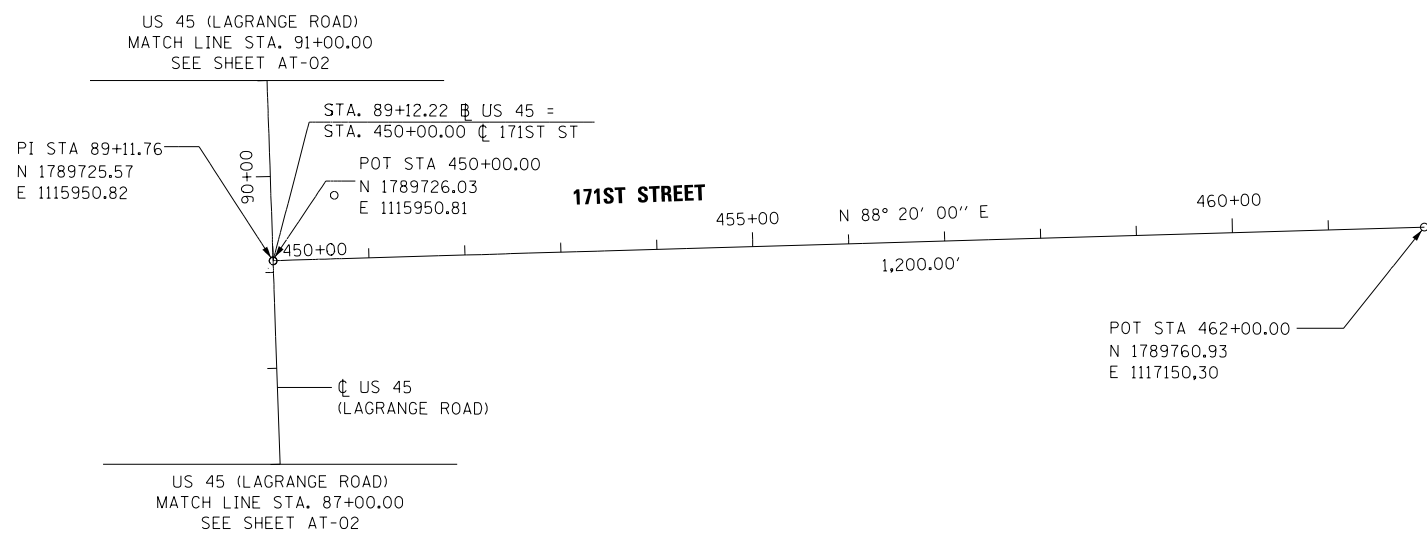 US 45 (LAGRANGE ROAD)
MATCH LINE STA. 91+00.00
SEE SHEET AT-02
STA. 89+12.22 ⅊ US 45 =
STA. 450+00.00 ℄ 171ST ST
PI STA 89+11.76
N 1789725.57
E 1115950.82
90+00
POT STA 450+00.00
N 1789726.03
E 1115950.81
171ST STREET
450+00
455+00
N 88° 20' 00'' E
460+00
1,200.00'
POT STA 462+00.00
N 1789760.93
E 1117150,30
℄ US 45
(LAGRANGE ROAD)
US 45 (LAGRANGE ROAD)
MATCH LINE STA. 87+00.00
SEE SHEET AT-02